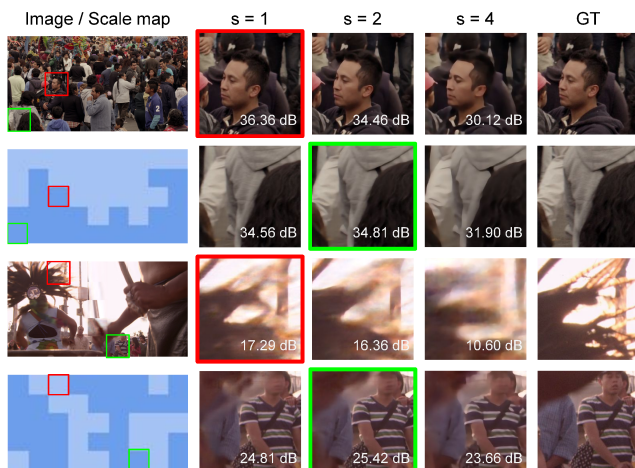 Image / Scale map s = 1 s = 2 s = 4 GT
36.36 dB 34.46 dB 30.12 dB
34.56 dB 34.81 dB 31.90 dB
17.29 dB 16.36 dB 10.60 dB
24.81 dB 25.42 dB 23.66 dB